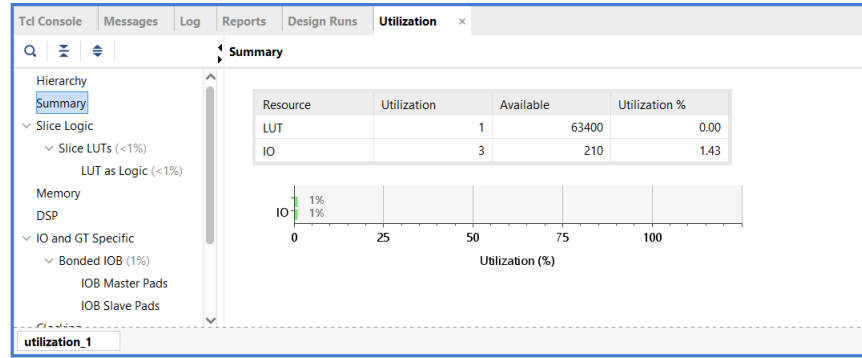 Tcl Console Messages Log Reports Design Runs Utilization ×
Summary
Hierarchy
Summary
Slice Logic
Slice LUTs (<1%)
LUT as Logic (<1%)
Memory
DSP
IO and GT Specific
Bonded IOB (1%)
IOB Master Pads
IOB Slave Pads
Clocking
Resource Utilization Available Utilization %
LUT 1 63400 0.00
IO 3 210 1.43
1%
IO 1%
0 25 50 75 100
Utilization (%)
utilization_1